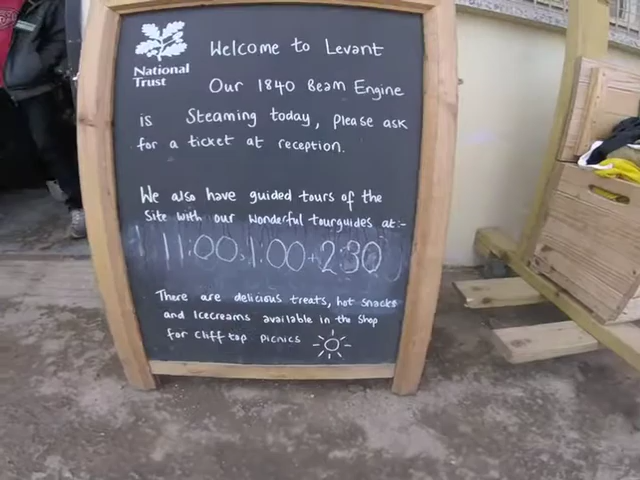 National
Trust
Welcome to Levant
Our 1840 Beam Engine
is Steaming today, please ask
for a ticket at reception.
We also have guided tours of the
Site with our wonderful tourguides at:-
11:00, 1:00 + 2:30
There are delicious treats, hot snacks
and Icecreams available in the Shop
for Cliff top Picnics